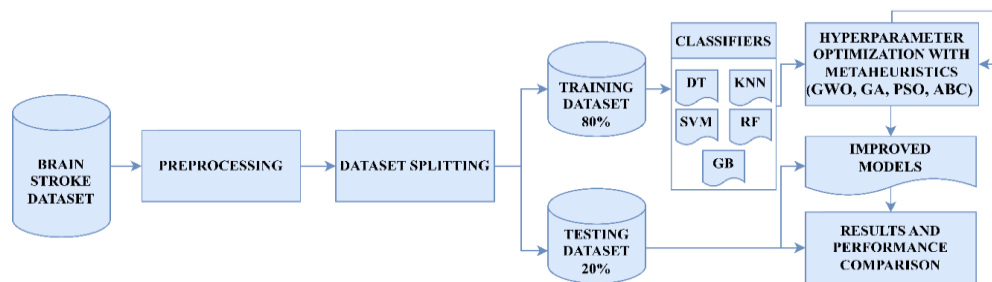 BRAIN
STROKE
DATASET
PREPROCESSING
DATASET SPLITTING
TRAINING
DATASET
80%
TESTING
DATASET
20%
CLASSIFIERS
DT
KNN
SVM
RF
GB
HYPERPARAMETER
OPTIMIZATION WITH
METAHEURISTICS
(GWO, GA, PSO, ABC)
IMPROVED
MODELS
RESULTS AND
PERFORMANCE
COMPARISON